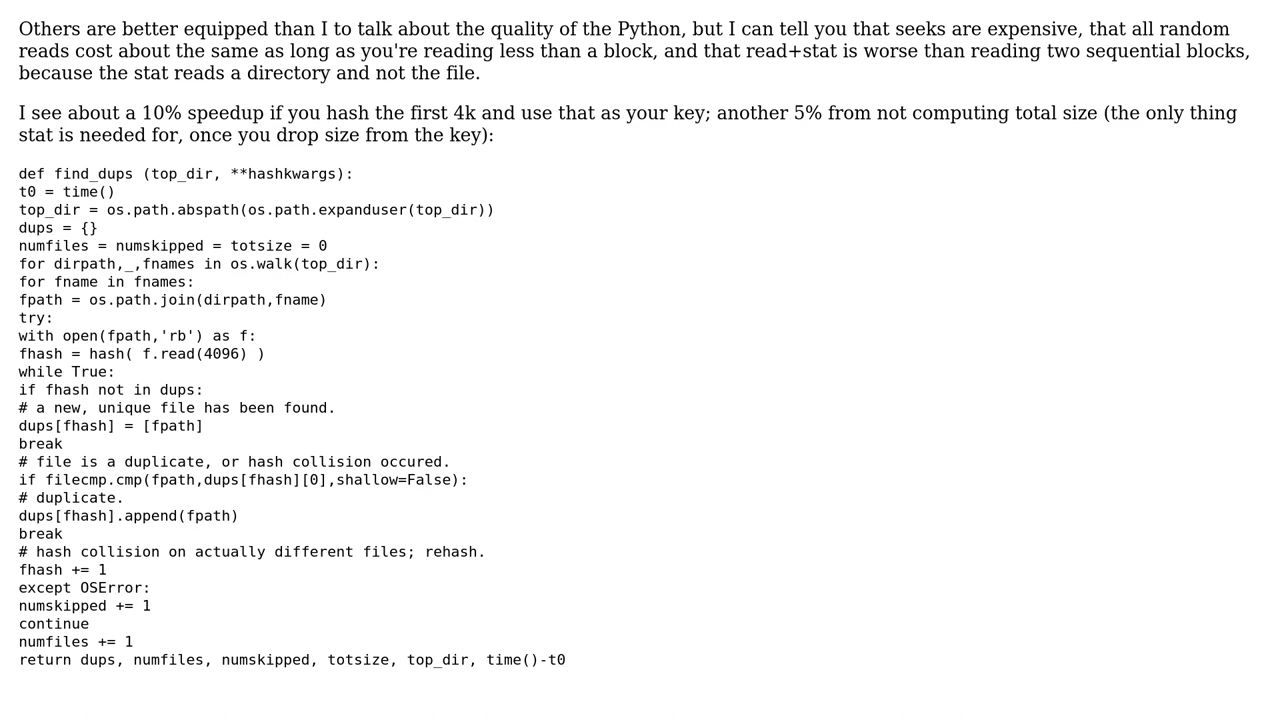 Others are better equipped than I to talk about the quality of the Python, but I can tell you that seeks are expensive, that all random
reads cost about the same as long as you're reading less than a block, and that read+stat is worse than reading two sequential blocks,
because the stat reads a directory and not the file.
I see about a 10% speedup if you hash the first 4k and use that as your key; another 5% from not computing total size (the only thing
stat is needed for, once you drop size from the key):
def find_dups (top_dir, **hashkwargs):
t0 = time()
top_dir = os.path.abspath(os.path.expanduser(top_dir))
dups = {}
numfiles = numskipped = totsize = 0
for dirpath,_,fnames in os.walk(top_dir):
for fname in fnames:
fpath = os.path.join(dirpath,fname)
try:
with open(fpath,'rb') as f:
fhash = hash( f.read(4096) )
while True:
if fhash not in dups:
# a new, unique file has been found.
dups[fhash] = [fpath]
break
# file is a duplicate, or hash collision occured.
if filecmp.cmp(fpath,dups[fhash][0],shallow=False):
# duplicate.
dups[fhash].append(fpath)
break
# hash collision on actually different files; rehash.
fhash += 1
except OSError:
numskipped += 1
continue
numfiles += 1
return dups, numfiles, numskipped, totsize, top_dir, time()-t0